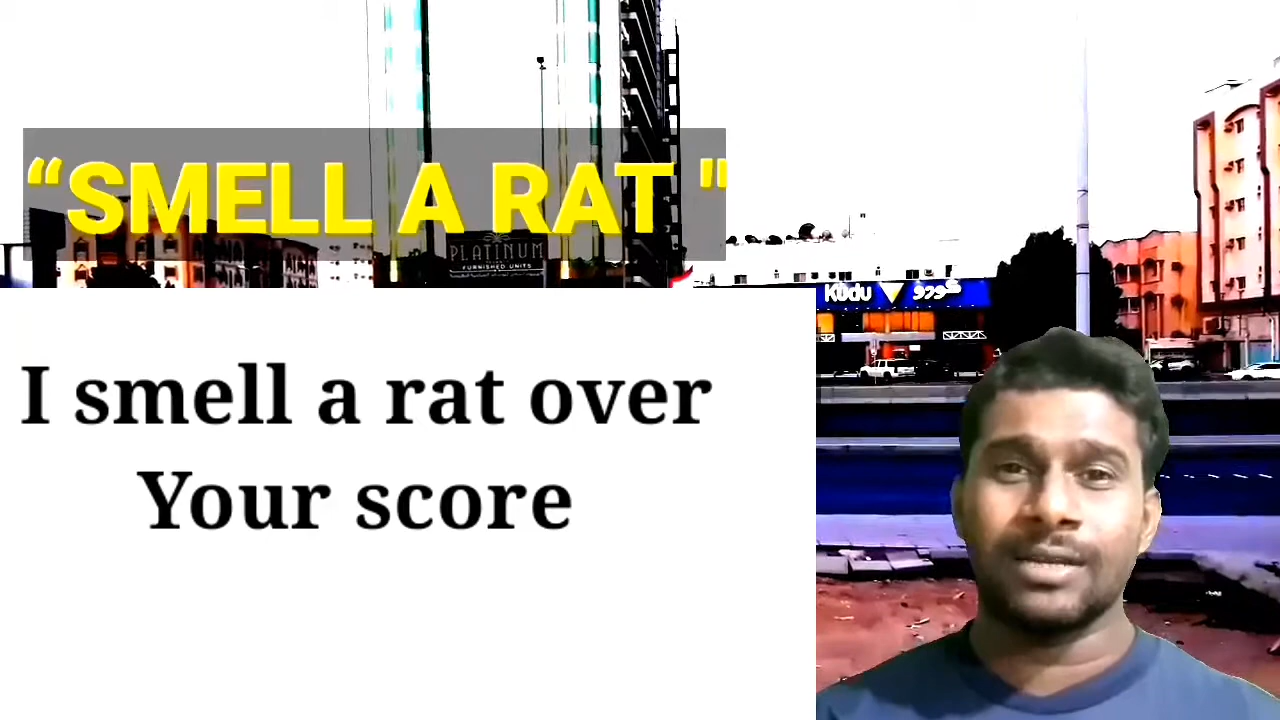 “SMELL A RAT "
PLATINUM
FURNISHED UNITS
Kudu كودو
I smell a rat over
Your score